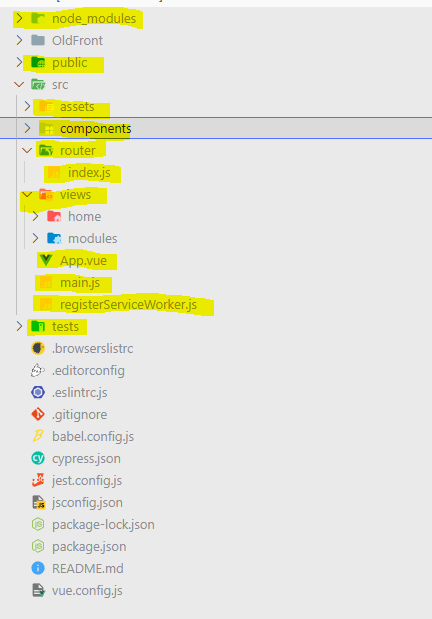 node_modules
OldFront
public
src
assets
components
router
index.js
views
home
modules
App.vue
main.js
registerServiceWorker.js
tests
.browserslistrc
.editorconfig
.eslintrc.js
.gitignore
babel.config.js
cypress.json
jest.config.js
jsconfig.json
package-lock.json
package.json
README.md
vue.config.js